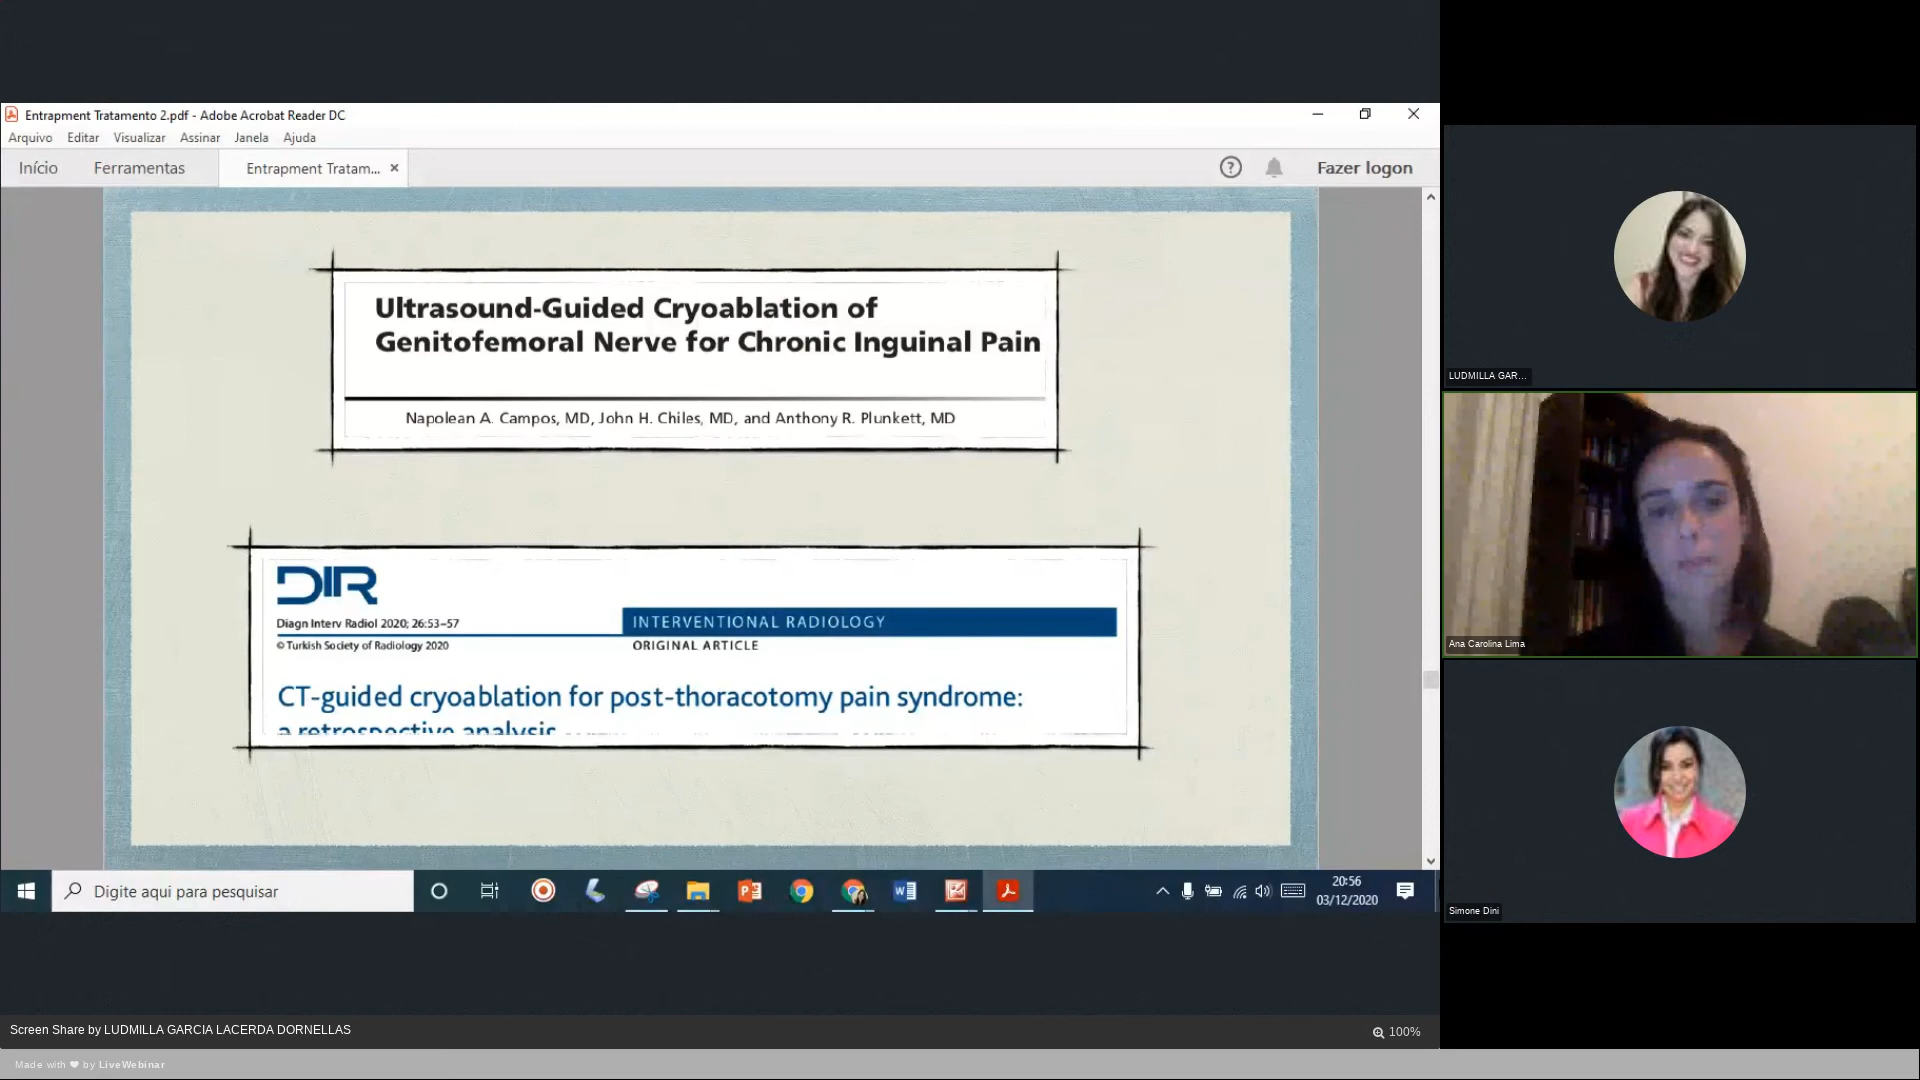 Entrapment Tratamento 2.pdf - Adobe Acrobat Reader DC
Arquivo Editar Visualizar Assinar Janela Ajuda
Início Ferramentas Entrapment Tratam... Fazer logon
Ultrasound-Guided Cryoablation of
Genitofemoral Nerve for Chronic Inguinal Pain
Napolean A. Campos, MD, John H. Chiles, MD, and Anthony R. Plunkett, MD
DIR
Diagn Interv Radiol 2020; 26:53–57
INTERVENTIONAL RADIOLOGY
© Turkish Society of Radiology 2020
ORIGINAL ARTICLE
CT-guided cryoablation for post-thoracotomy pain syndrome:
a retrospective analysis
Digite aqui para pesquisar
20:56
03/12/2020
LUDMILLA GAR...
Ana Carolina Lima
Simone Dini
Screen Share by LUDMILLA GARCIA LACERDA DORNELLAS
100%
Made with ❤ by LiveWebinar